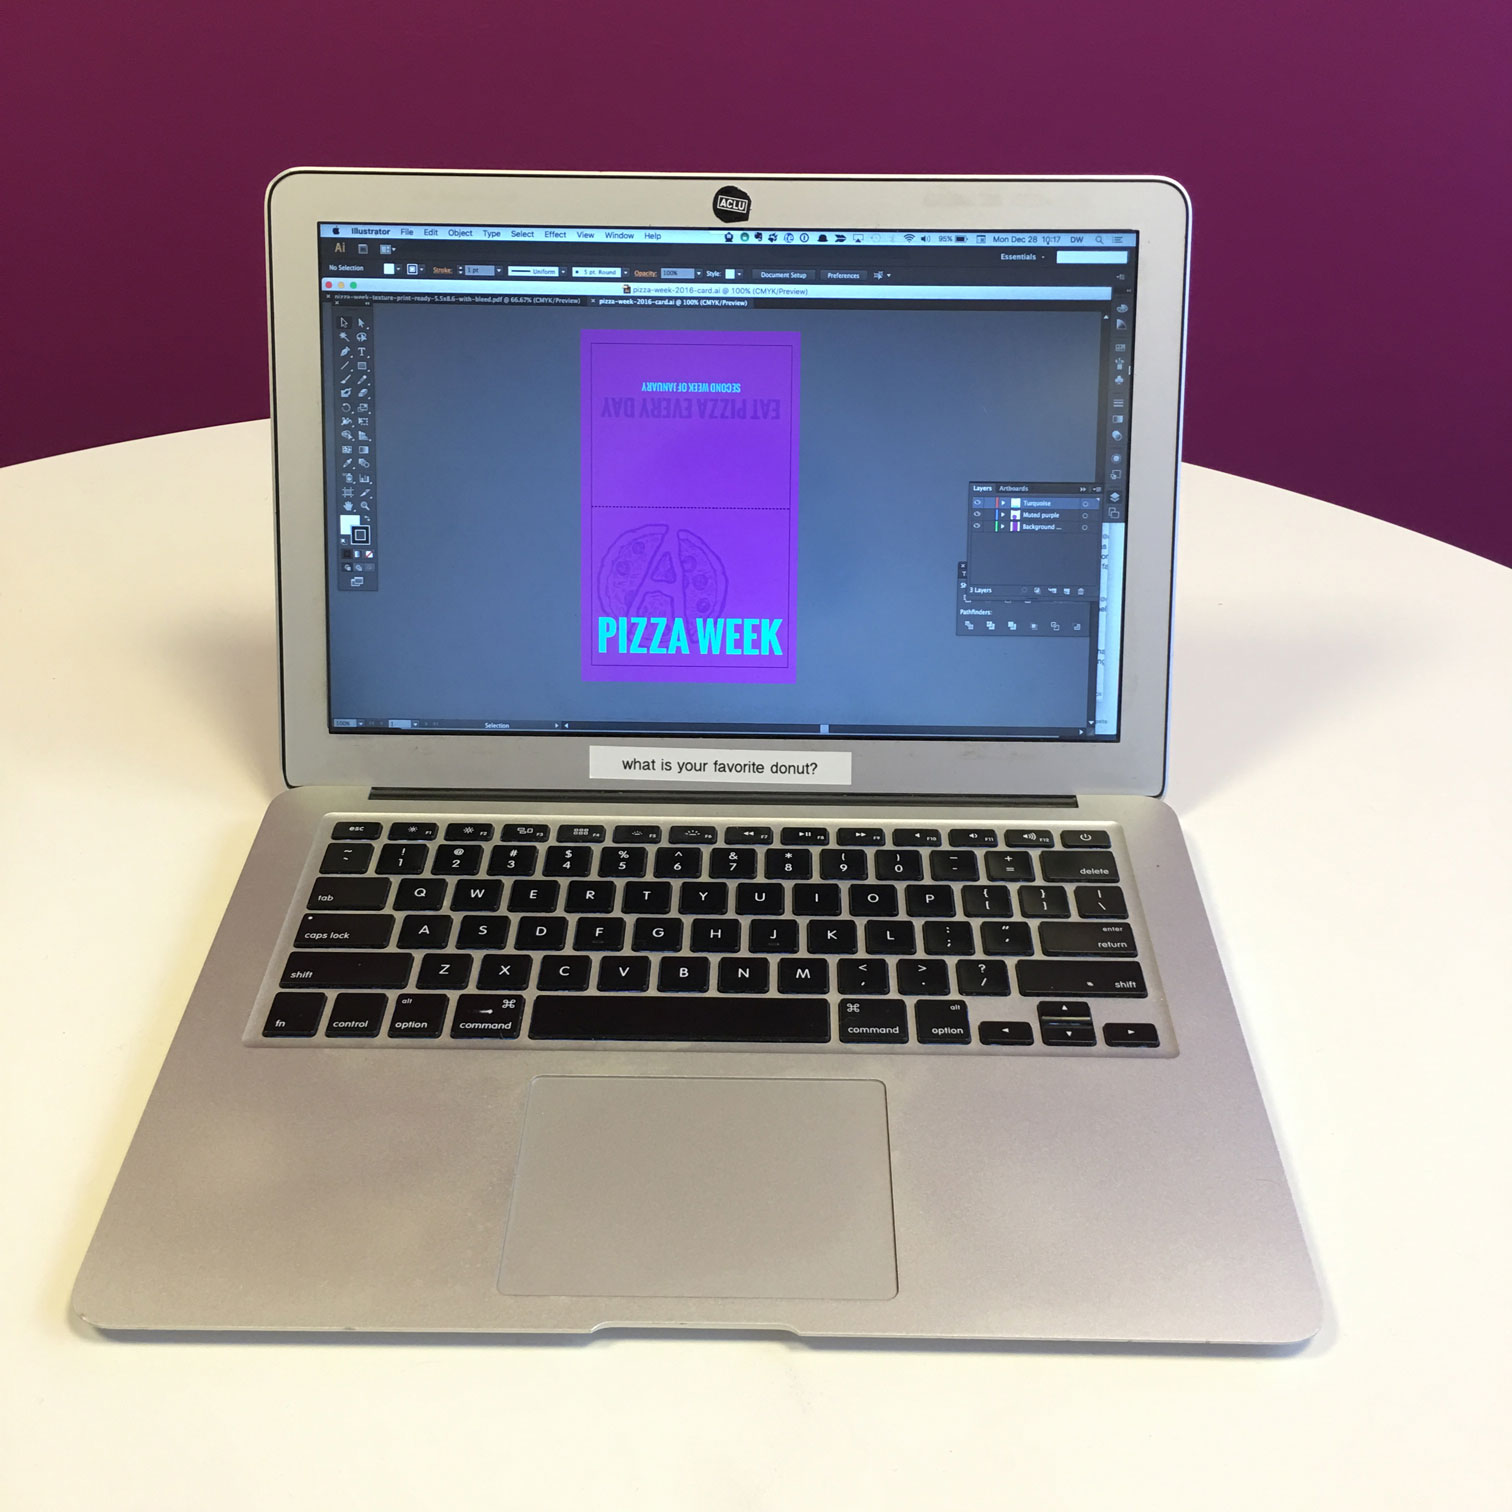 ACLU
Illustrator File Edit Object Type Select Effect View Window Help 95% Mon Dec 28 10:17 DW
Ai Essentials
No Selection Stroke: 1 pt Uniform 5 pt. Round Opacity: 100% Style: Document Setup Preferences
pizza-week-2016-card.ai @ 100% (CMYK/Preview)
pizza-week-texture-print-ready-5.5x8.6-with-bleed.pdf @ 66.67% (CMYK/Preview) pizza-week-2016-card.ai @ 100% (CMYK/Preview)
SECOND WEEK OF JANUARY
EAT PIZZA EVERY DAY
PIZZA WEEK
Layers Artboards
Turquoise
Muted purple
Background ...
3 Layers
Pathfinders:
100% 1 Selection
what is your favorite donut?
esc F1 F2 F3 F4 F5 F6 F7 F8 F9 F10 F11 F12
~ ! @ # $ % ^ & * ( ) _ +
` 1 2 3 4 5 6 7 8 9 0 - = delete
tab Q W E R T Y U I O P { [ } ] | \
caps lock A S D F G H J K L : ; " ' enter return
shift Z X C V B N M < , > . ? / shift
fn control alt option ⌘ command ⌘ command alt option